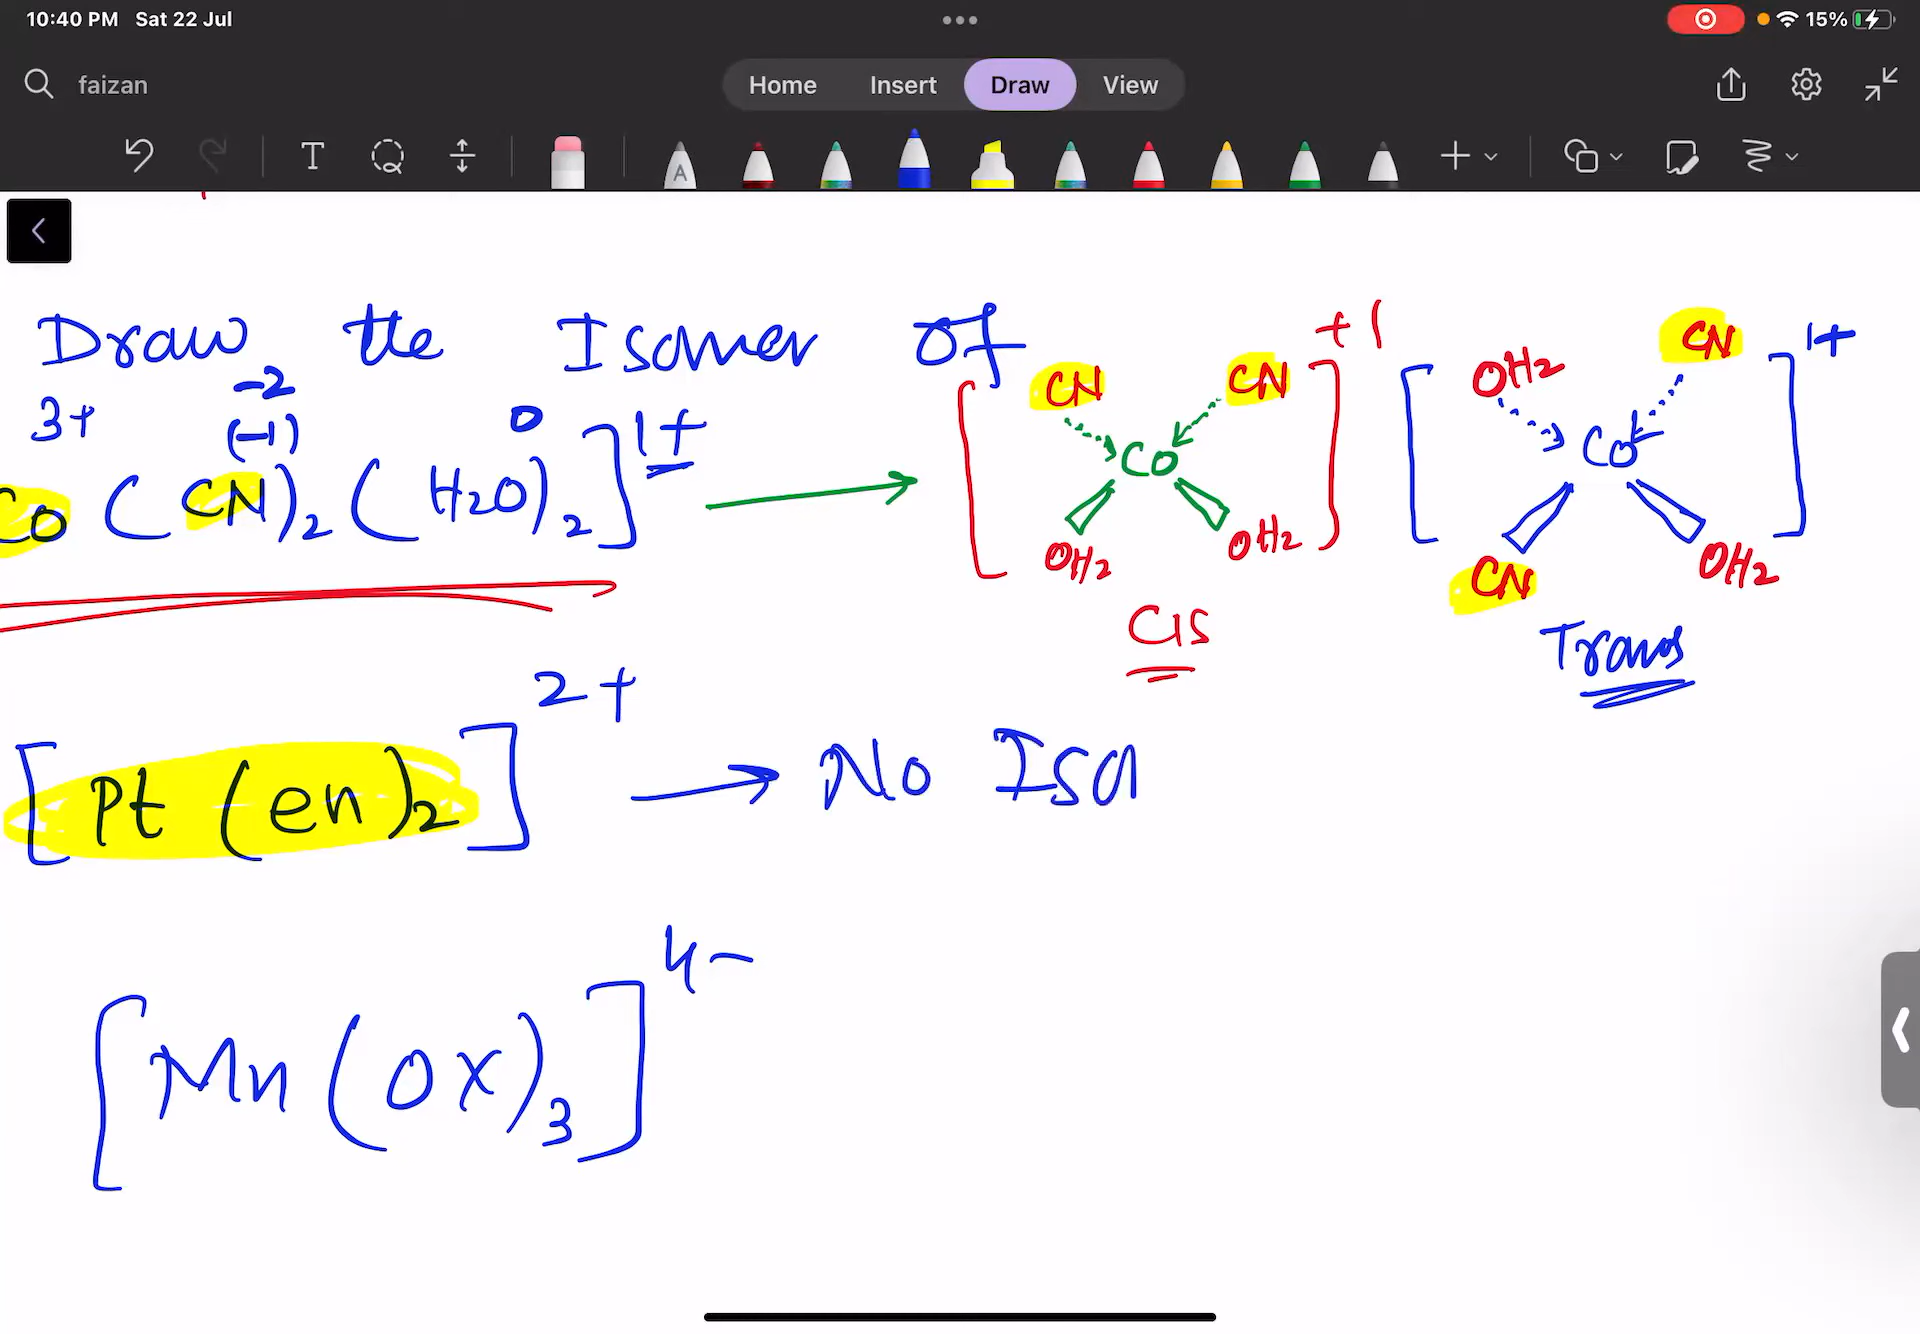 10:40 PM Sat 22 Jul
15%
faizan
Home Insert Draw View
T
A
Draw the Isomer Of
3+ -2
(-1) 0
Co (CN)2 (H2O)2]1+
[CN CN
Co
OH2 OH2]+1
Cis
[OH2 CN
Co
CN OH2]1+
Trans
[Pt (en)2]2+ → No Iso
[Mn (OX)3]4-